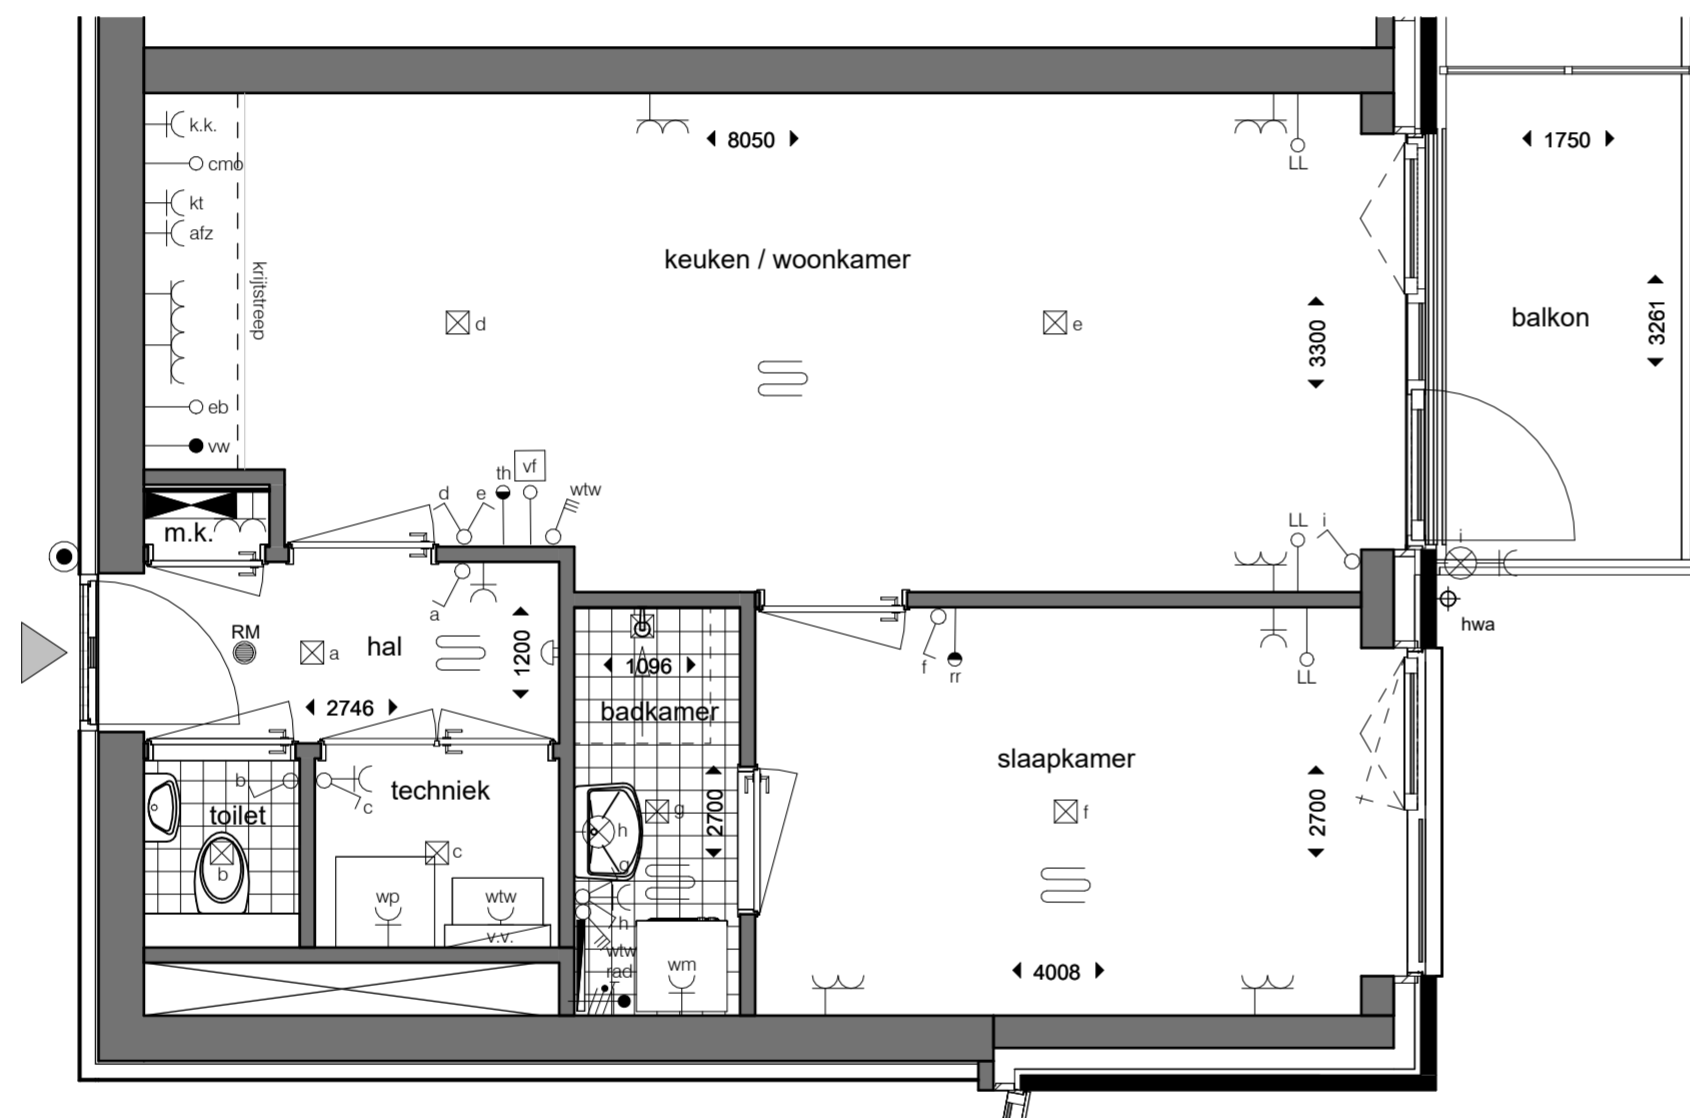 k.k.
8050
1750
cmo
LL
kt
afz
keuken / woonkamer
krijtstreep
balkon
3261
d
e
3300
eb
vw
vf
th
d
e
wtw
m.k.
LL
i
i
a
RM
a
hal
1200
1096
f
rr
LL
hwa
2746
badkamer
slaapkamer
b
techniek
c
2700
g
f
2700
toilet
h
b
c
g
wp
wtw
h
v.v.
wtw
rad
wm
4008